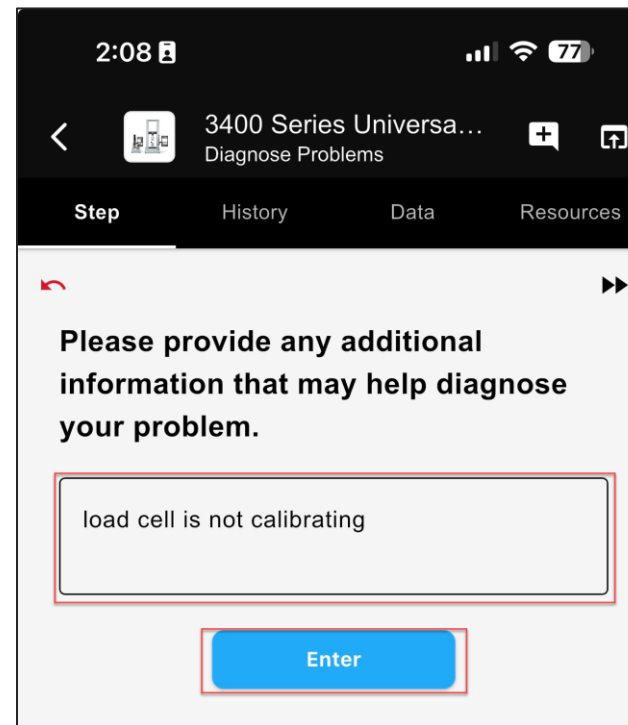 2:08 77
3400 Series Universa...
Diagnose Problems
Step History Data Resources
Please provide any additional
information that may help diagnose
your problem.
load cell is not calibrating
Enter